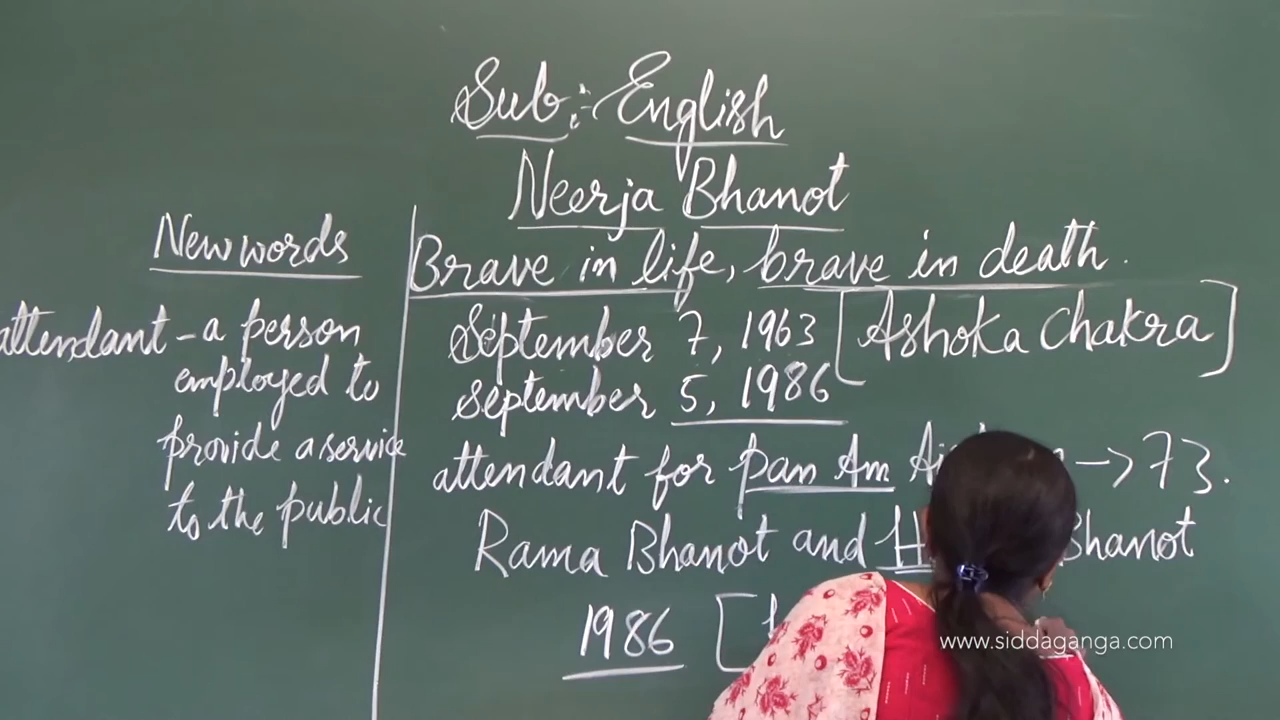 Sub:- English
Neerja Bhanot
New words
attendant - a person
employed to
provide a service
to the public
Brave in life, brave in death.
September 7, 1963 [Ashoka Chakra]
September 5, 1986
attendant for pan Am → 73.
Rama Bhanot and Bhanot
1986 [
www.siddaganga.com